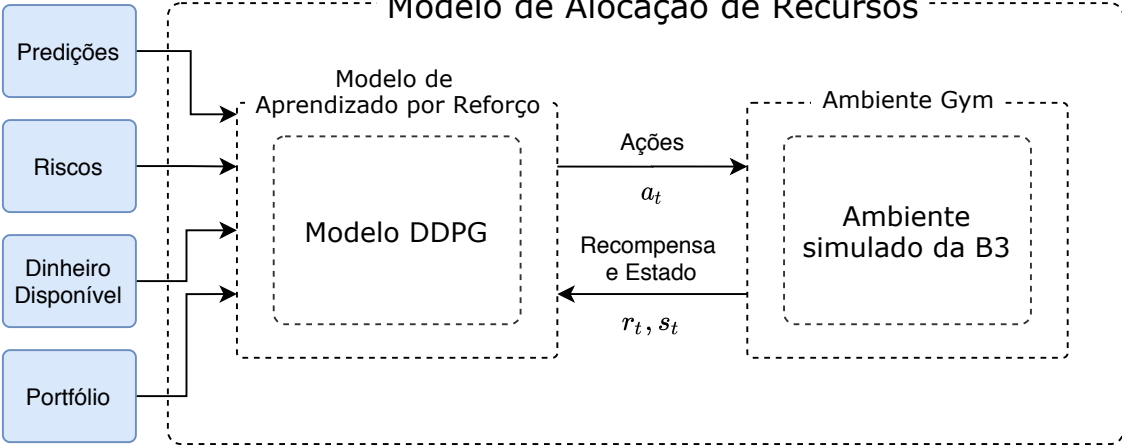 Modelo de Alocação de Recursos
Predições
Riscos
Dinheiro
Disponível
Portfólio
Modelo de
Aprendizado por Reforço
Modelo DDPG
Ações
a_t
Recompensa
e Estado
r_t, s_t
Ambiente Gym
Ambiente
simulado da B3